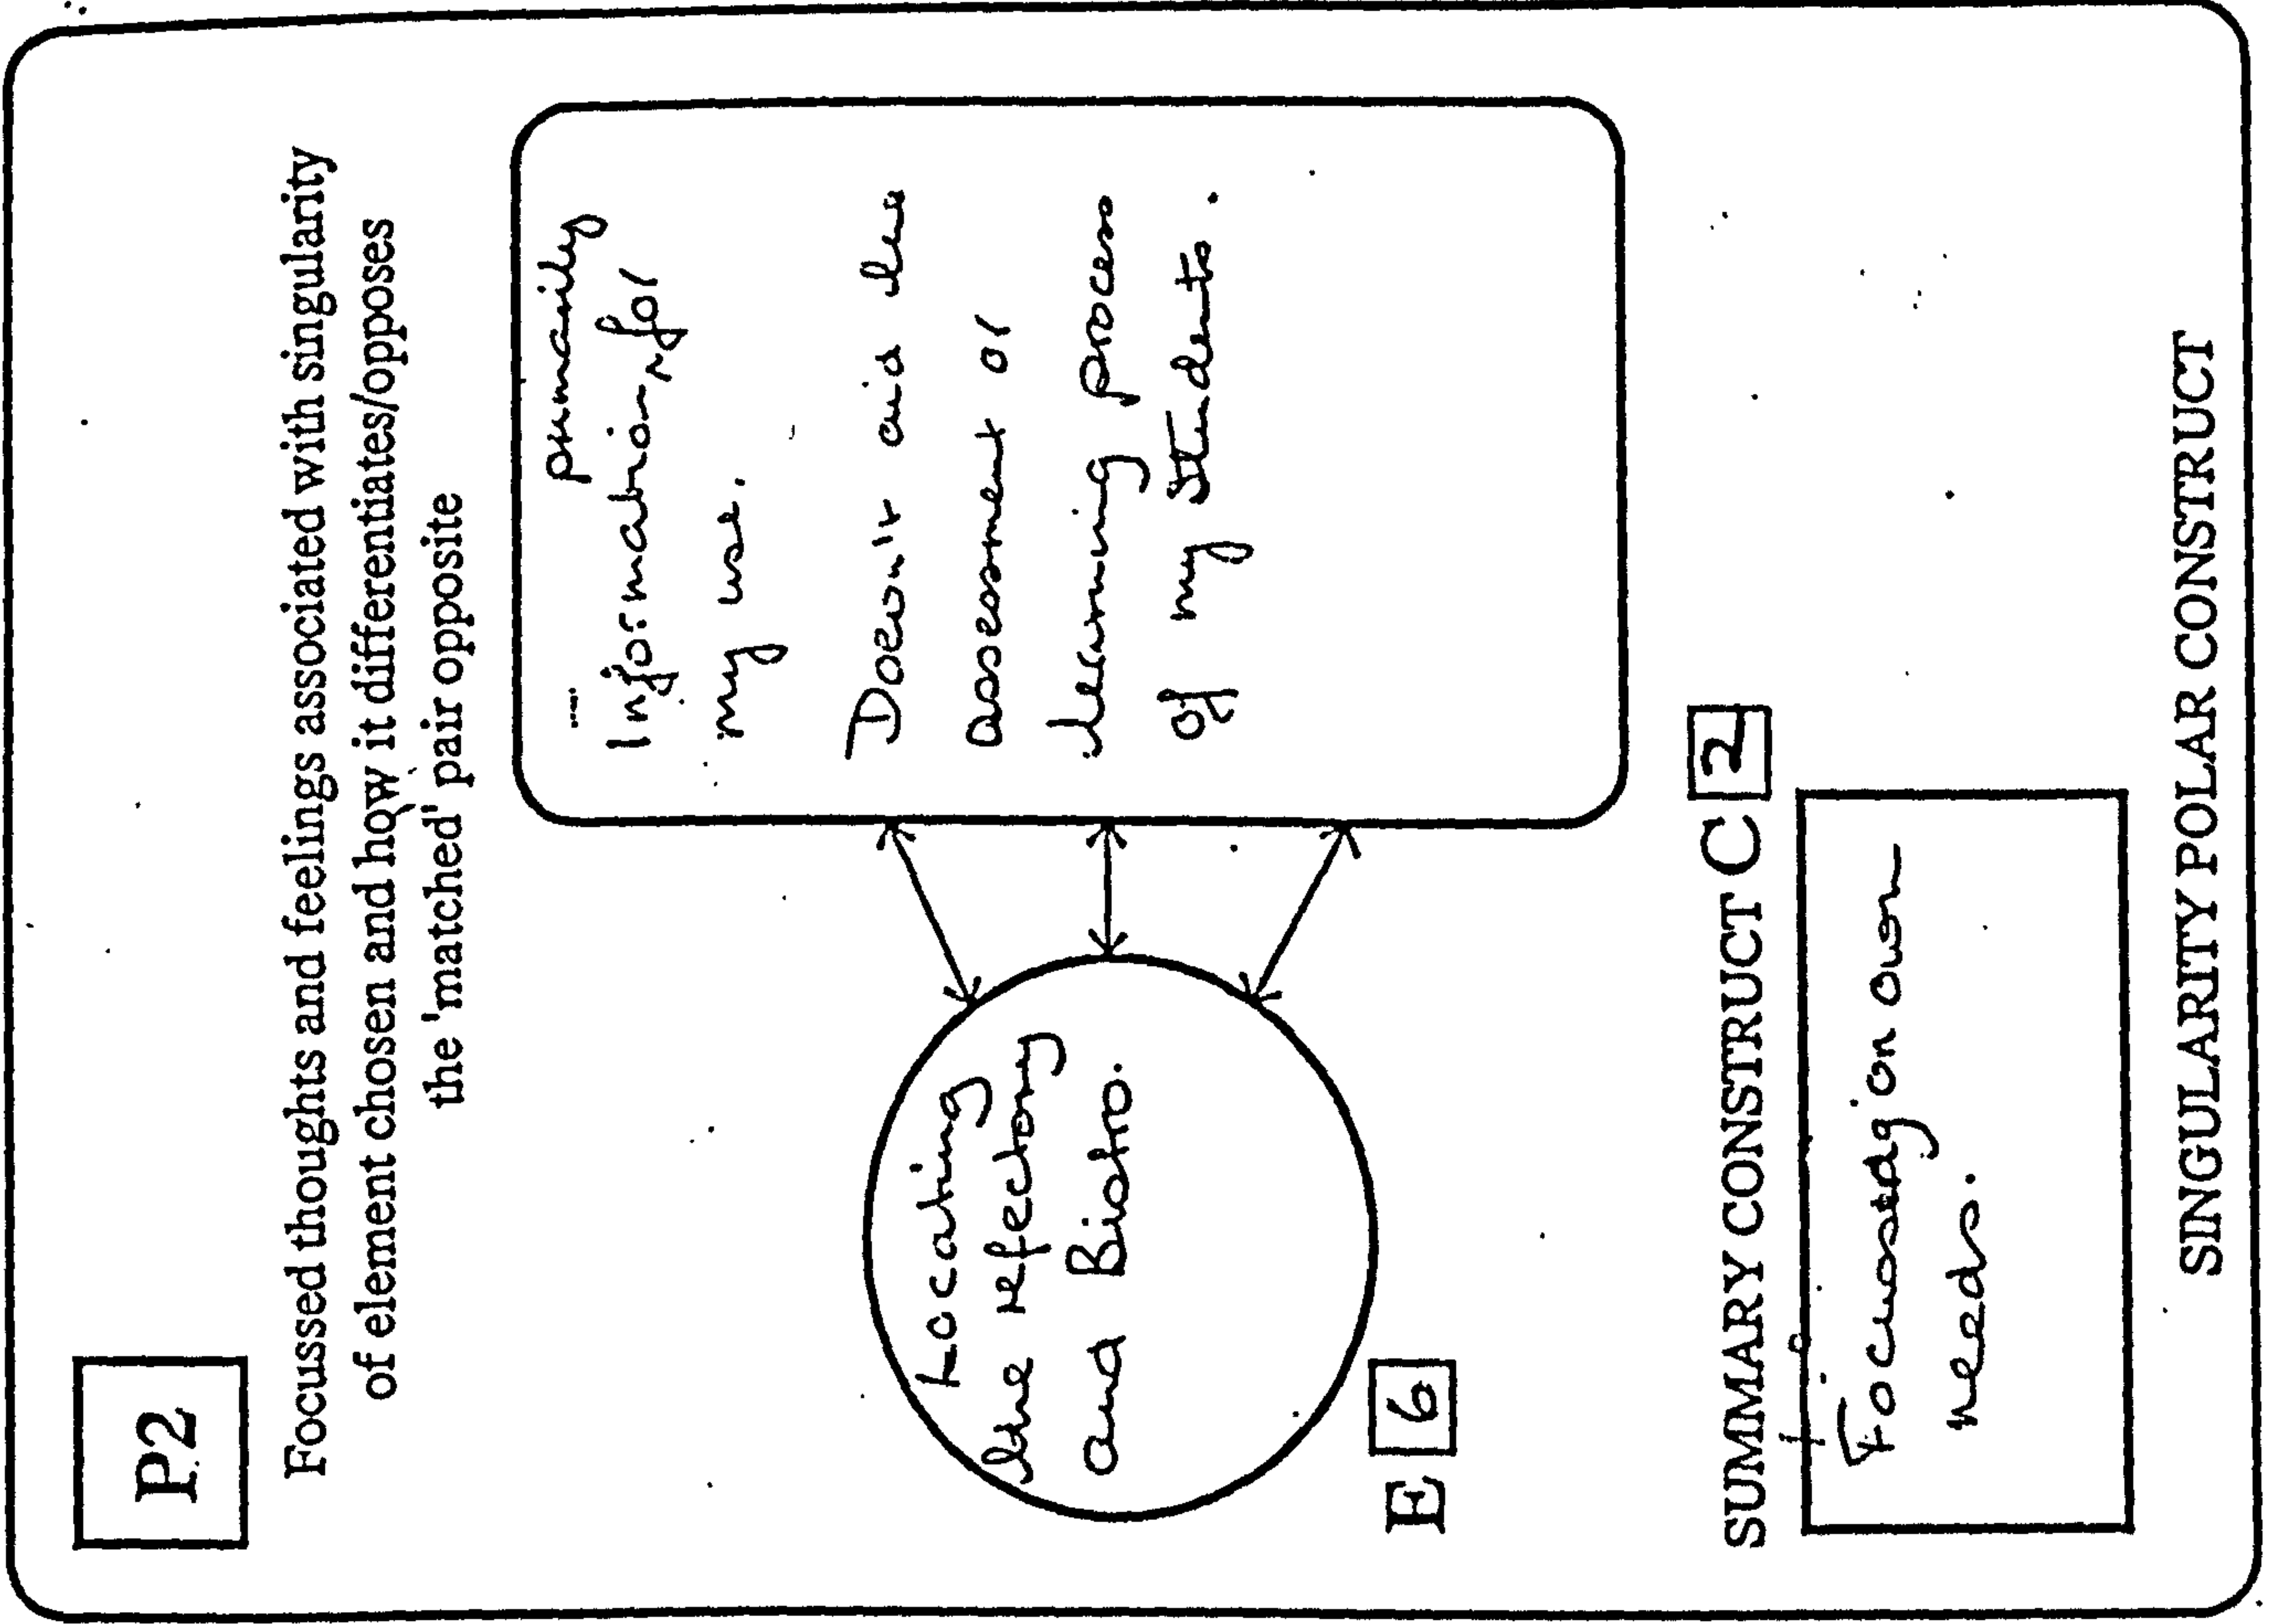 P2
Focussed thoughts and feelings associated with singularity
of element chosen and how it differentiates/opposes
the 'matched' pair opposite
primarily
Information for
my use.
Doesn't aid the
assessment or
learning process
of my students.
Locating
the refectory
and Bistro.
E 6
SUMMARY CONSTRUCT C 2
Focussing on own
needs.
SINGULARITY POLAR CONSTRUCT